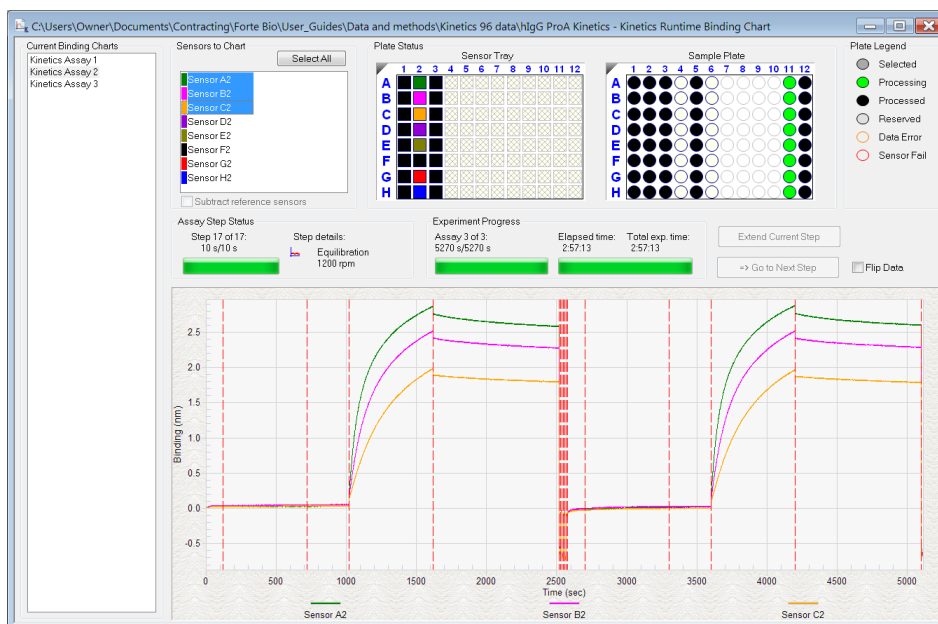 C:\Users\Owner\Documents\Contracting\Forte Bio\User_Guides\Data and methods\Kinetics 96 data\hIgG ProA Kinetics - Kinetics Runtime Binding Chart
Current Binding Charts
Kinetics Assay 1
Kinetics Assay 2
Kinetics Assay 3
Sensors to Chart
Select All
Sensor A2
Sensor B2
Sensor C2
Sensor D2
Sensor E2
Sensor F2
Sensor G2
Sensor H2
Subtract reference sensors
Plate Status
Sensor Tray
1 2 3 4 5 6 7 8 9 10 11 12
A
B
C
D
E
F
G
H
Sample Plate
1 2 3 4 5 6 7 8 9 10 11 12
A
B
C
D
E
F
G
H
Plate Legend
Selected
Processing
Processed
Reserved
Data Error
Sensor Fail
Assay Step Status
Step 17 of 17:
10 s/10 s
Step details:
Equilibration
1200 rpm
Experiment Progress
Assay 3 of 3:
5270 s/5270 s
Elapsed time:
2:57:13
Total exp. time:
2:57:13
Extend Current Step
=> Go to Next Step
Flip Data
Binding (nm)
2.5
2.0
1.5
1.0
0.5
0.0
-0.5
0 500 1000 1500 2000 2500 3000 3500 4000 4500 5000
Time (sec)
Sensor A2
Sensor B2
Sensor C2